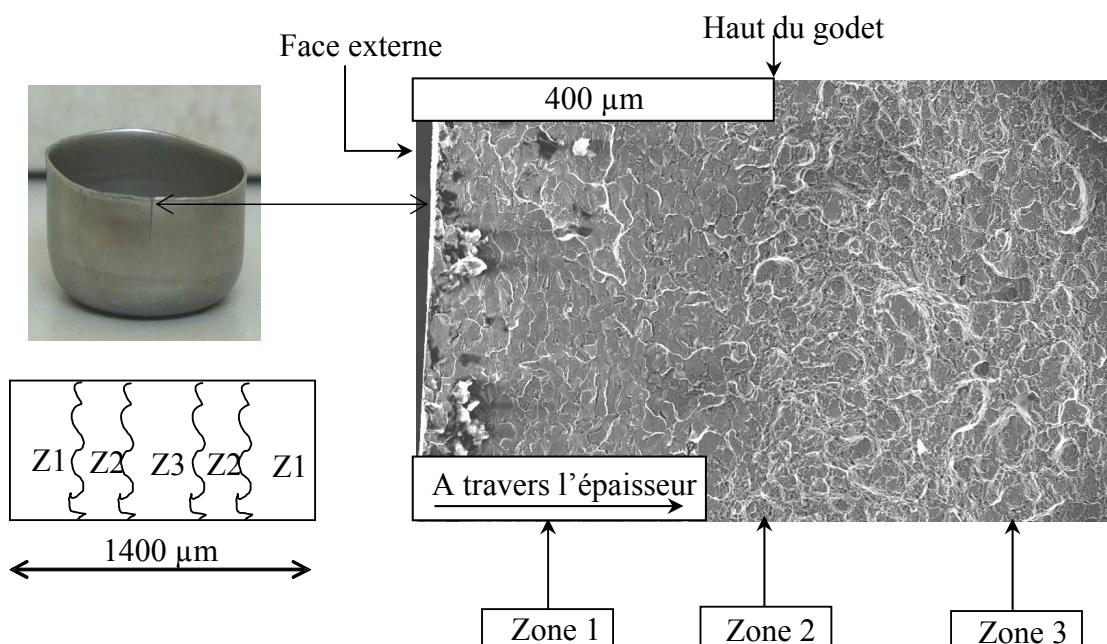 Haut du godet
Face externe
400 µm
Z1 Z2 Z3 Z2 Z1
A travers l’épaisseur
1400 µm
Zone 1 Zone 2 Zone 3